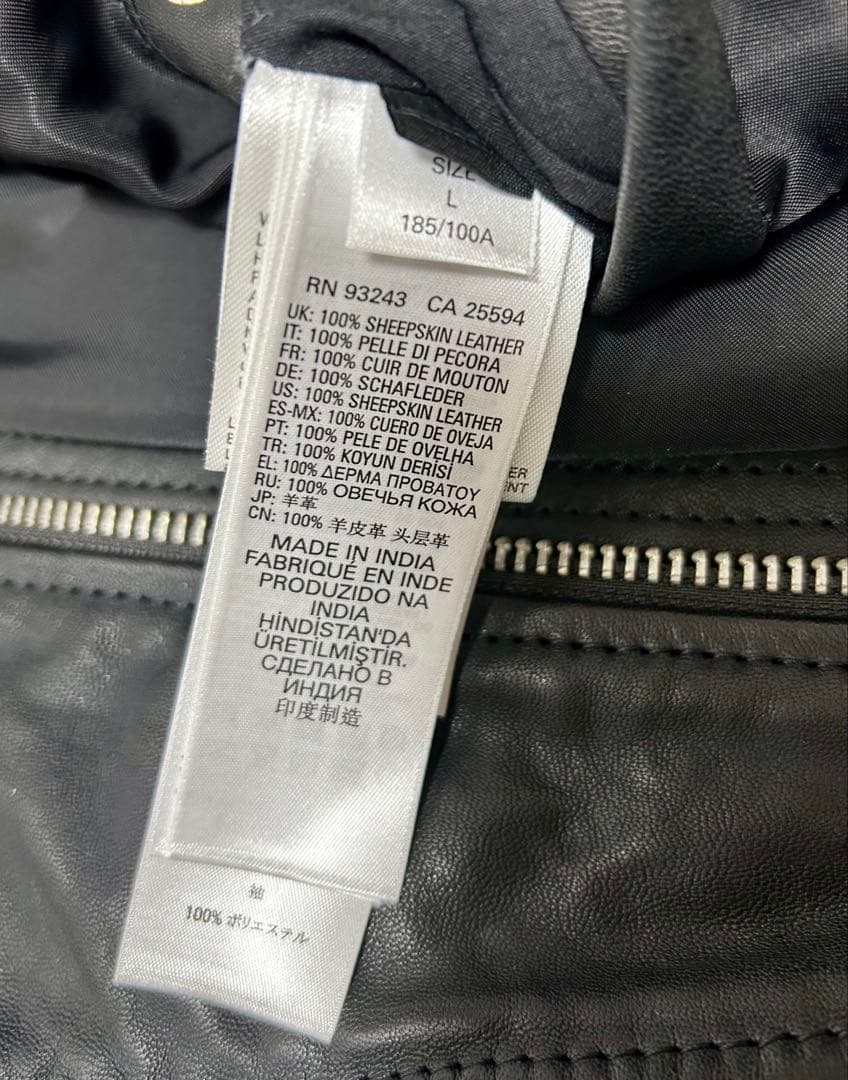 SIZE
L
185/100A
RN 93243 CA 25594
UK: 100% SHEEPSKIN LEATHER
IT: 100% PELLE DI PECORA
FR: 100% CUIR DE MOUTON
DE: 100% SCHAFLEDER
US: 100% SHEEPSKIN LEATHER
ES-MX: 100% CUERO DE OVEJA
PT: 100% PELE DE OVELHA
TR: 100% KOYUN DERİSİ
EL: 100% ΔΕΡΜΑ ΠΡΟΒΑΤΟΥ
RU: 100% ОВЕЧЬЯ КОЖА
JP: 羊革
CN: 100% 羊皮革 头层革
MADE IN INDIA
FABRIQUÉ EN INDE
PRODUZIDO NA
INDIA
HİNDİSTAN'DA
ÜRETİLMİŞTİR.
СДЕЛАНО В
ИНДИЯ
印度制造
袖
100% ポリエステル